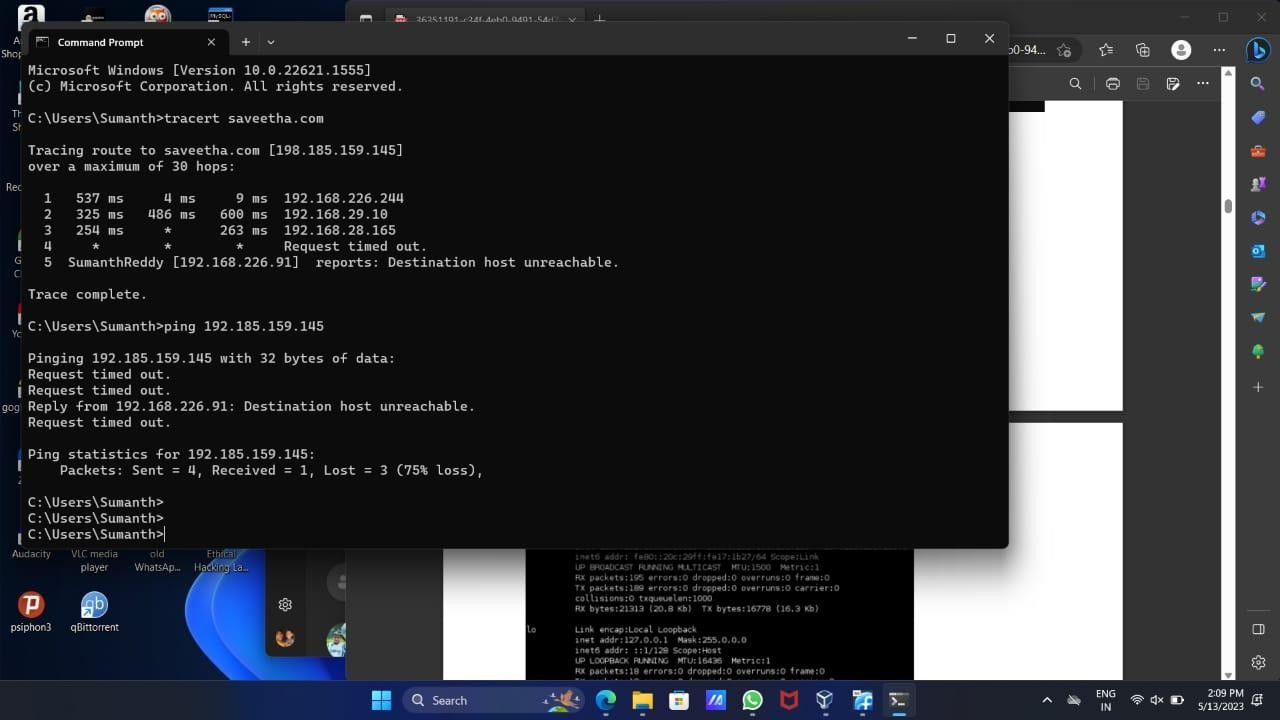 36351191-c34f-4eb0-9491-54d7
Command Prompt
Microsoft Windows [Version 10.0.22621.1555]
(c) Microsoft Corporation. All rights reserved.
C:\Users\Sumanth>tracert saveetha.com
Tracing route to saveetha.com [198.185.159.145]
over a maximum of 30 hops:
1 537 ms 4 ms 9 ms 192.168.226.244
2 325 ms 486 ms 600 ms 192.168.29.10
3 254 ms * 263 ms 192.168.28.165
4 * * * Request timed out.
5 SumanthReddy [192.168.226.91] reports: Destination host unreachable.
Trace complete.
C:\Users\Sumanth>ping 192.185.159.145
Pinging 192.185.159.145 with 32 bytes of data:
Request timed out.
Request timed out.
Reply from 192.168.226.91: Destination host unreachable.
Request timed out.
Ping statistics for 192.185.159.145:
Packets: Sent = 4, Received = 1, Lost = 3 (75% loss),
C:\Users\Sumanth>
C:\Users\Sumanth>
C:\Users\Sumanth>
b0-94...
Audacity
VLC media
player
old
WhatsApp...
Ethical
Hacking La...
psiphon3
qBittorrent
inet6 addr: fe80::20c:29ff:fe17:1b27/64 Scope:Link
UP BROADCAST RUNNING MULTICAST MTU:1500 Metric:1
RX packets:195 errors:0 dropped:0 overruns:0 frame:0
TX packets:189 errors:0 dropped:0 overruns:0 carrier:0
collisions:0 txqueuelen:1000
RX bytes:21313 (20.8 Kb) TX bytes:16778 (16.3 Kb)
lo Link encap:Local Loopback
inet addr:127.0.0.1 Mask:255.0.0.0
inet6 addr: ::1/128 Scope:Host
UP LOOPBACK RUNNING MTU:16436 Metric:1
RX packets:18 errors:0 dropped:0 overruns:0 frame:0
Search
ENG
IN
2:09 PM
5/13/2023